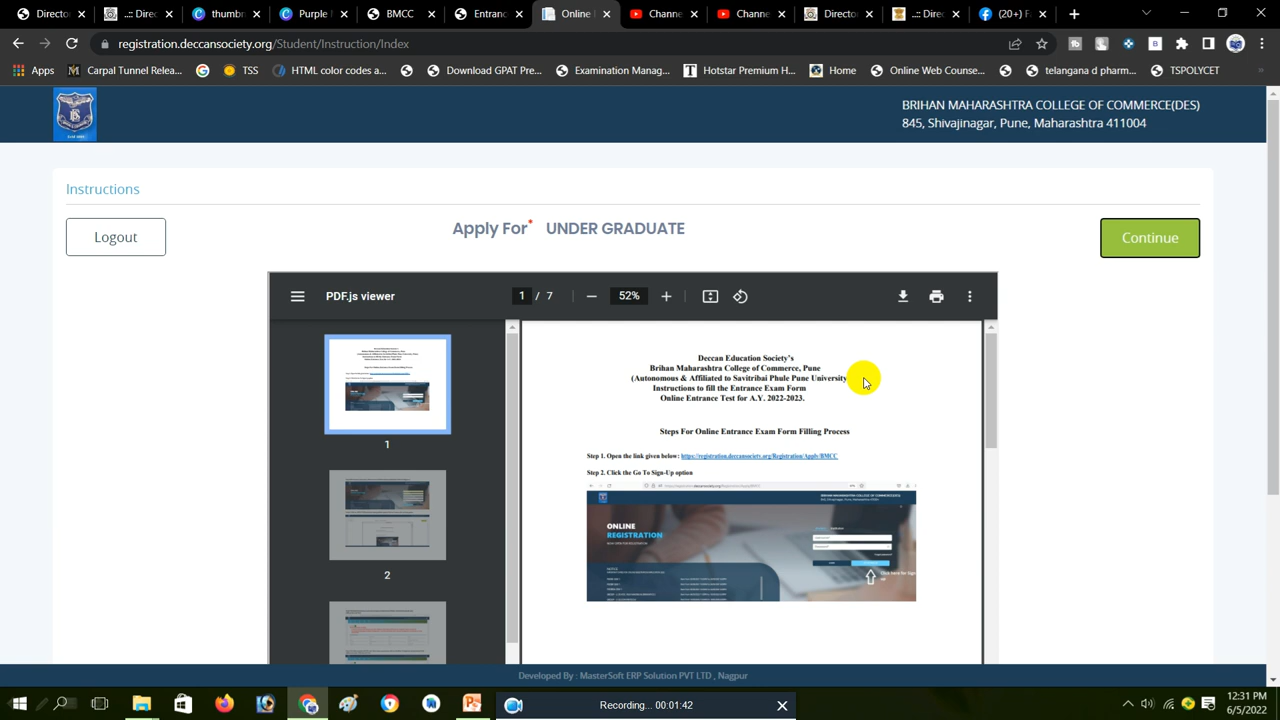 Directo
Entranc
BMCC
Online
Channe
Channe
Director
Directo
(20+) F
registration.deccansociety.org/Student/Instruction/Index
Apps
Carpal Tunnel Relea...
TSS
HTML color codes a...
Download GPAT Pre...
Examination Mang...
Hotstar Premium H...
Home
Online Web Counse...
telangana d pharm...
TSPOLYCET
BRIHAN MAHARASHTRA COLLEGE OF COMMERCE(DES)
845, Shivajinagar, Pune, Maharashtra 411004
Instructions
Logout
Apply For* UNDER GRADUATE
Continue
PDF.js viewer
1 / 7
52%
Deccan Education Society's
Brihan Maharashtra College of Commerce, Pune
(Autonomous & Affiliated to Savitribai Phule Pune University
Instructions to fill the Entrance Exam Form
Online Entrance Test for A.Y. 2022-2023.
Steps For Online Entrance Exam Form Filling Process
Step 1. Open the link given below: https://registration.deccansociety.org/Registration/Apply/BMCC
Step 2. Click the Go To Sign-Up option
ONLINE
REGISTRATION
1
2
Developed By : MasterSoft ERP Solution PVT LTD , Nagpur
Recording... 00:01:42
12:31 PM
6/5/2022